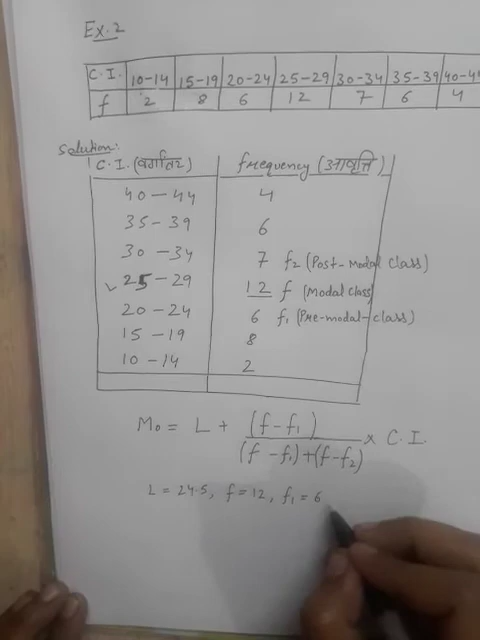 Ex.2
C.I. 10-14 15-19 20-24 25-29 30-34 35-39 40-4
f 2 8 6 12 7 6 4
Solution:
C.I. (वर्गांतर) frequency (आवृत्ति)
40-44 4
35-39 6
30-34 7 f₂ (Post-Modal Class)
✓ 25-29 12 f (Modal Class)
20-24 6 f₁ (Pre-modal-class)
15-19 8
10-14 2
M₀ = L + (f-f₁) / (f-f₁)+(f-f₂) × C.I.
L = 24.5, f=12, f₁ = 6